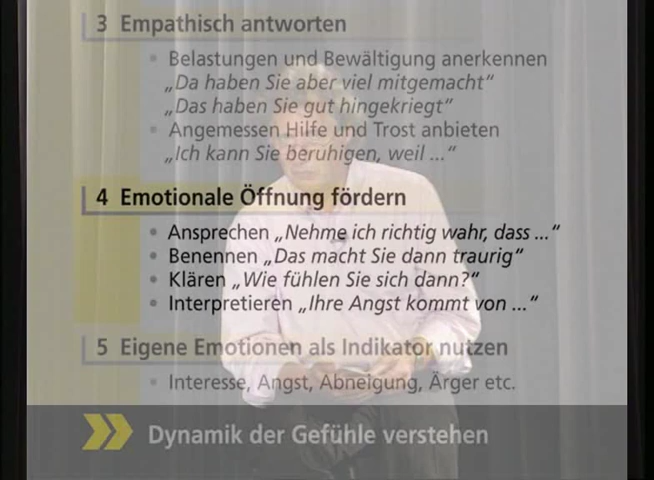 3 Empathisch antworten
Belastungen und Bewältigung anerkennen
„Da haben Sie aber viel mitgemacht“
„Das haben Sie gut hingekriegt“
Angemessen Hilfe und Trost anbieten
„Ich kann Sie beruhigen, weil ...“
4 Emotionale Öffnung fördern
Ansprechen „Nehme ich richtig wahr, dass ...“
Benennen „Das macht Sie dann traurig“
Klären „Wie fühlen Sie sich dann?“
Interpretieren „Ihre Angst kommt von ...“
5 Eigene Emotionen als Indikator nutzen
Interesse, Angst, Abneigung, Ärger etc.
Dynamik der Gefühle verstehen